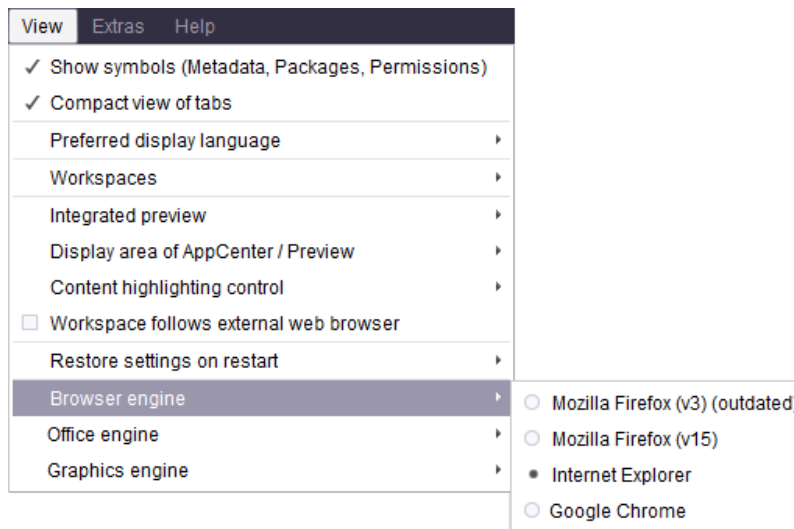 View Extras Help
Show symbols (Metadata, Packages, Permissions)
Compact view of tabs
Preferred display language
Workspaces
Integrated preview
Display area of AppCenter / Preview
Content highlighting control
Workspace follows external web browser
Restore settings on restart
Browser engine
Office engine
Graphics engine
Mozilla Firefox (v3) (outdated)
Mozilla Firefox (v15)
Internet Explorer
Google Chrome